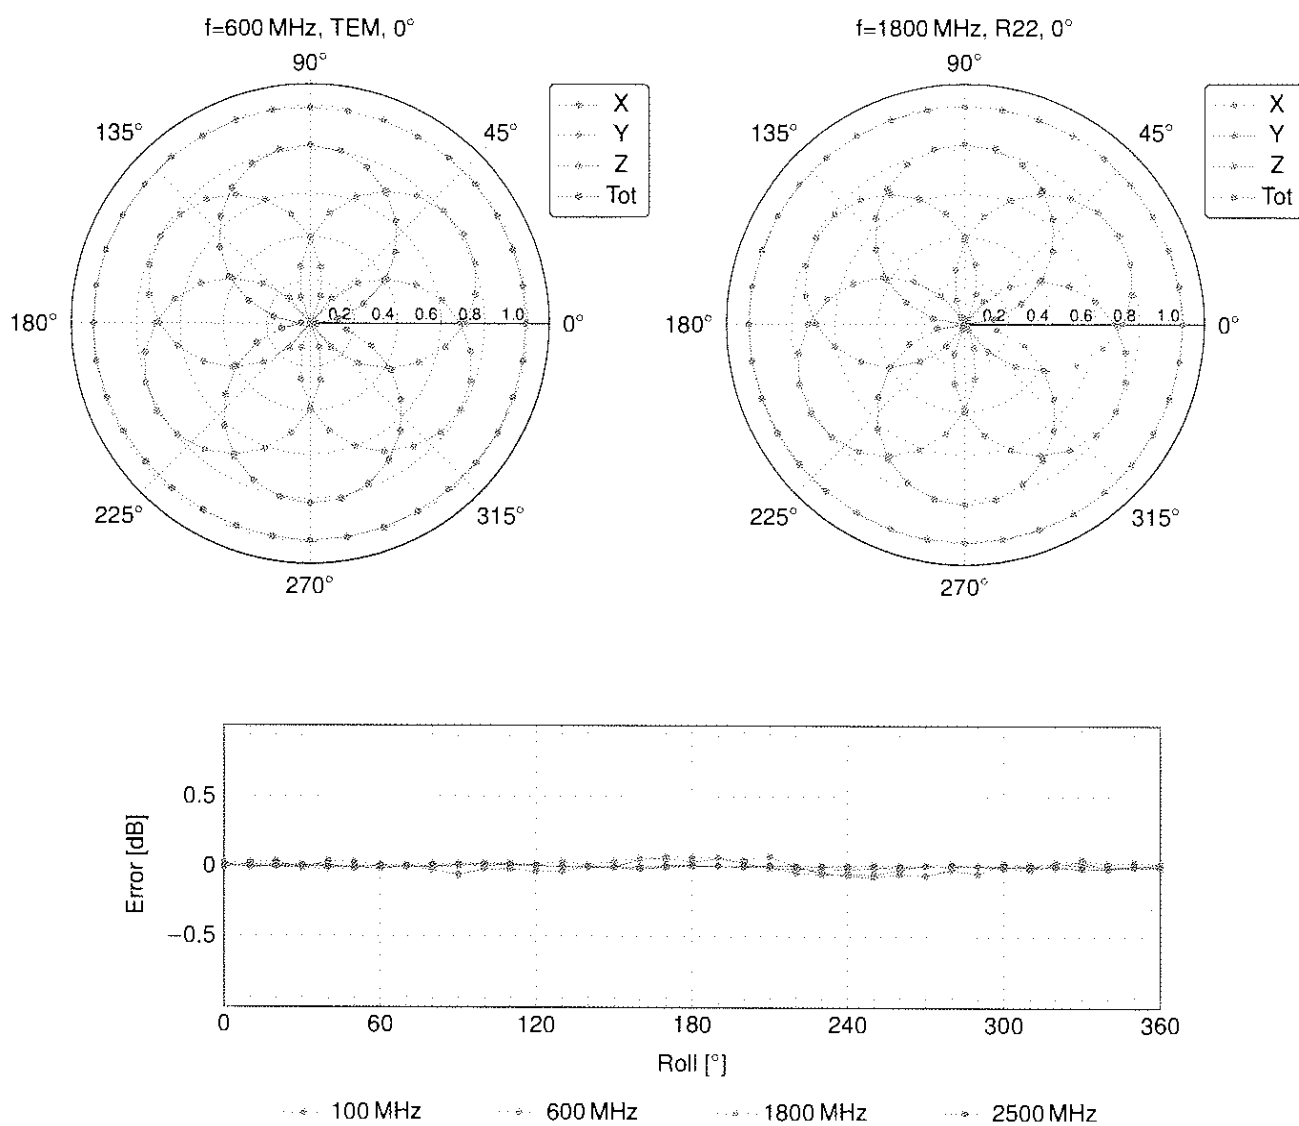 f=600 MHz, TEM, 0°
90°
135°
45°
180°
0.2 0.4 0.6 0.8 1.0
0°
225°
315°
270°
X
Y
Z
Tot
f=1800 MHz, R22, 0°
90°
135°
45°
180°
0.2 0.4 0.6 0.8 1.0
0°
225°
315°
270°
X
Y
Z
Tot
Error [dB]
0.5
0
−0.5
0 60 120 180 240 300 360
Roll [°]
100 MHz 600 MHz 1800 MHz 2500 MHz